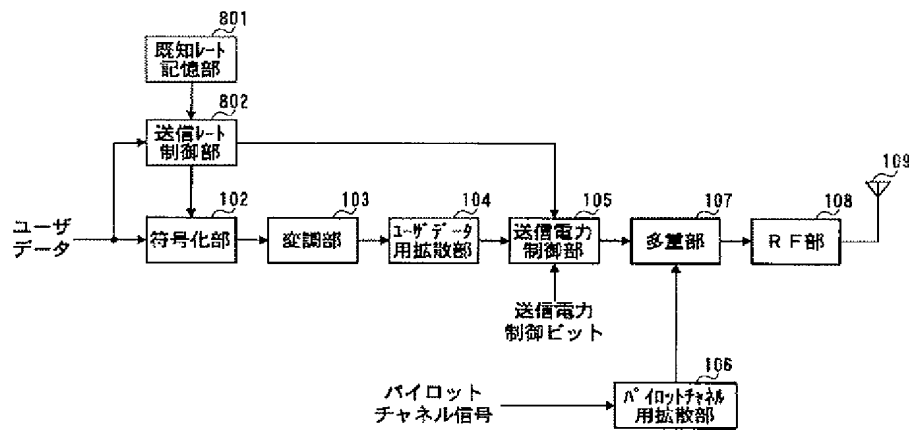 801
既知ﾚｰﾄ
記憶部
802
送信ﾚｰﾄ
制御部
ユーザ
データ
102
符号化部
103
変調部
104
ﾕｰｻﾞﾃﾞｰﾀ
用拡散部
105
送信電力
制御部
107
多重部
108
RF部
109
送信電力
制御ビット
パイロット
チャネル信号
106
ﾊﾟｲﾛｯﾄﾁｬﾈﾙ
用拡散部